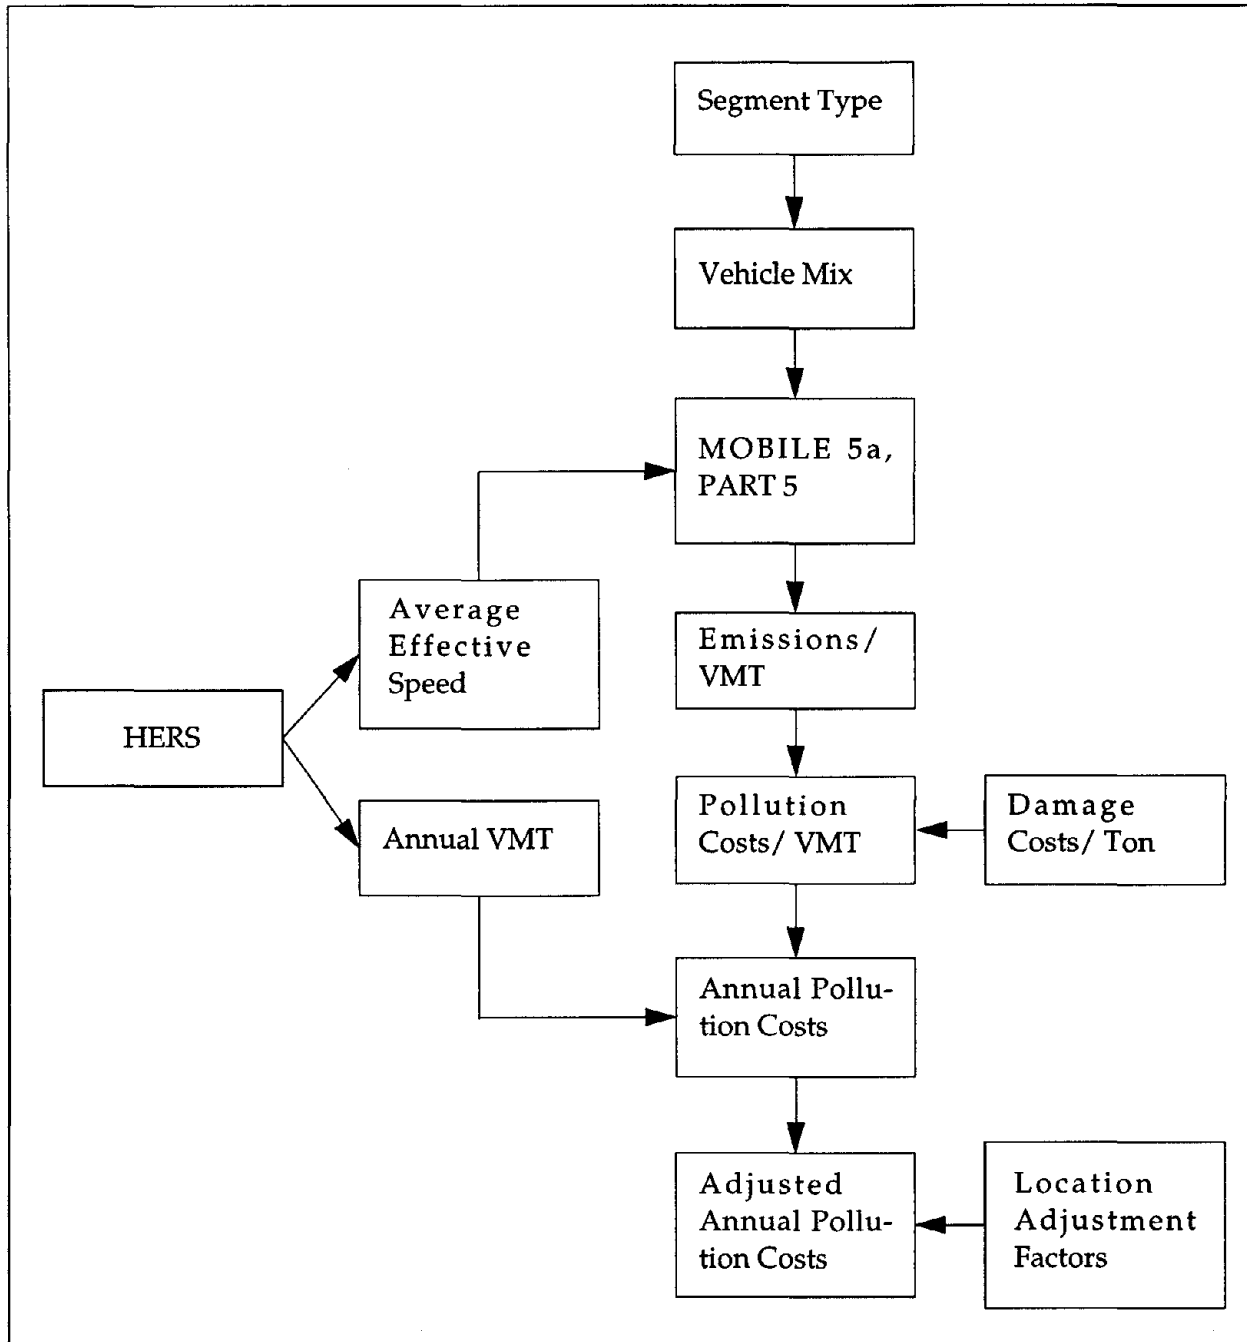 Segment Type
Vehicle Mix
MOBILE 5a,
PART 5
Average
Effective
Speed
Emissions/
VMT
HERS
Annual VMT
Pollution
Costs/ VMT
Damage
Costs/ Ton
Annual Pollu-
tion Costs
Adjusted
Annual Pollu-
tion Costs
Location
Adjustment
Factors